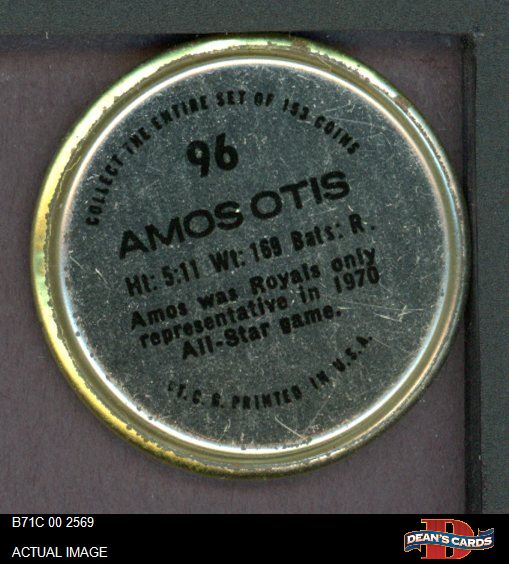 COLLECT THE ENTIRE SET OF 153 COINS
96
AMOS OTIS
Ht: 5:11 Wt: 169 Bats: R.
Amos was Royals only
representative in 1970
All-Star game.
©T. C. G. PRINTED IN U.S.A.
B71C 00 2569
ACTUAL IMAGE
D
DEAN'S CARDS